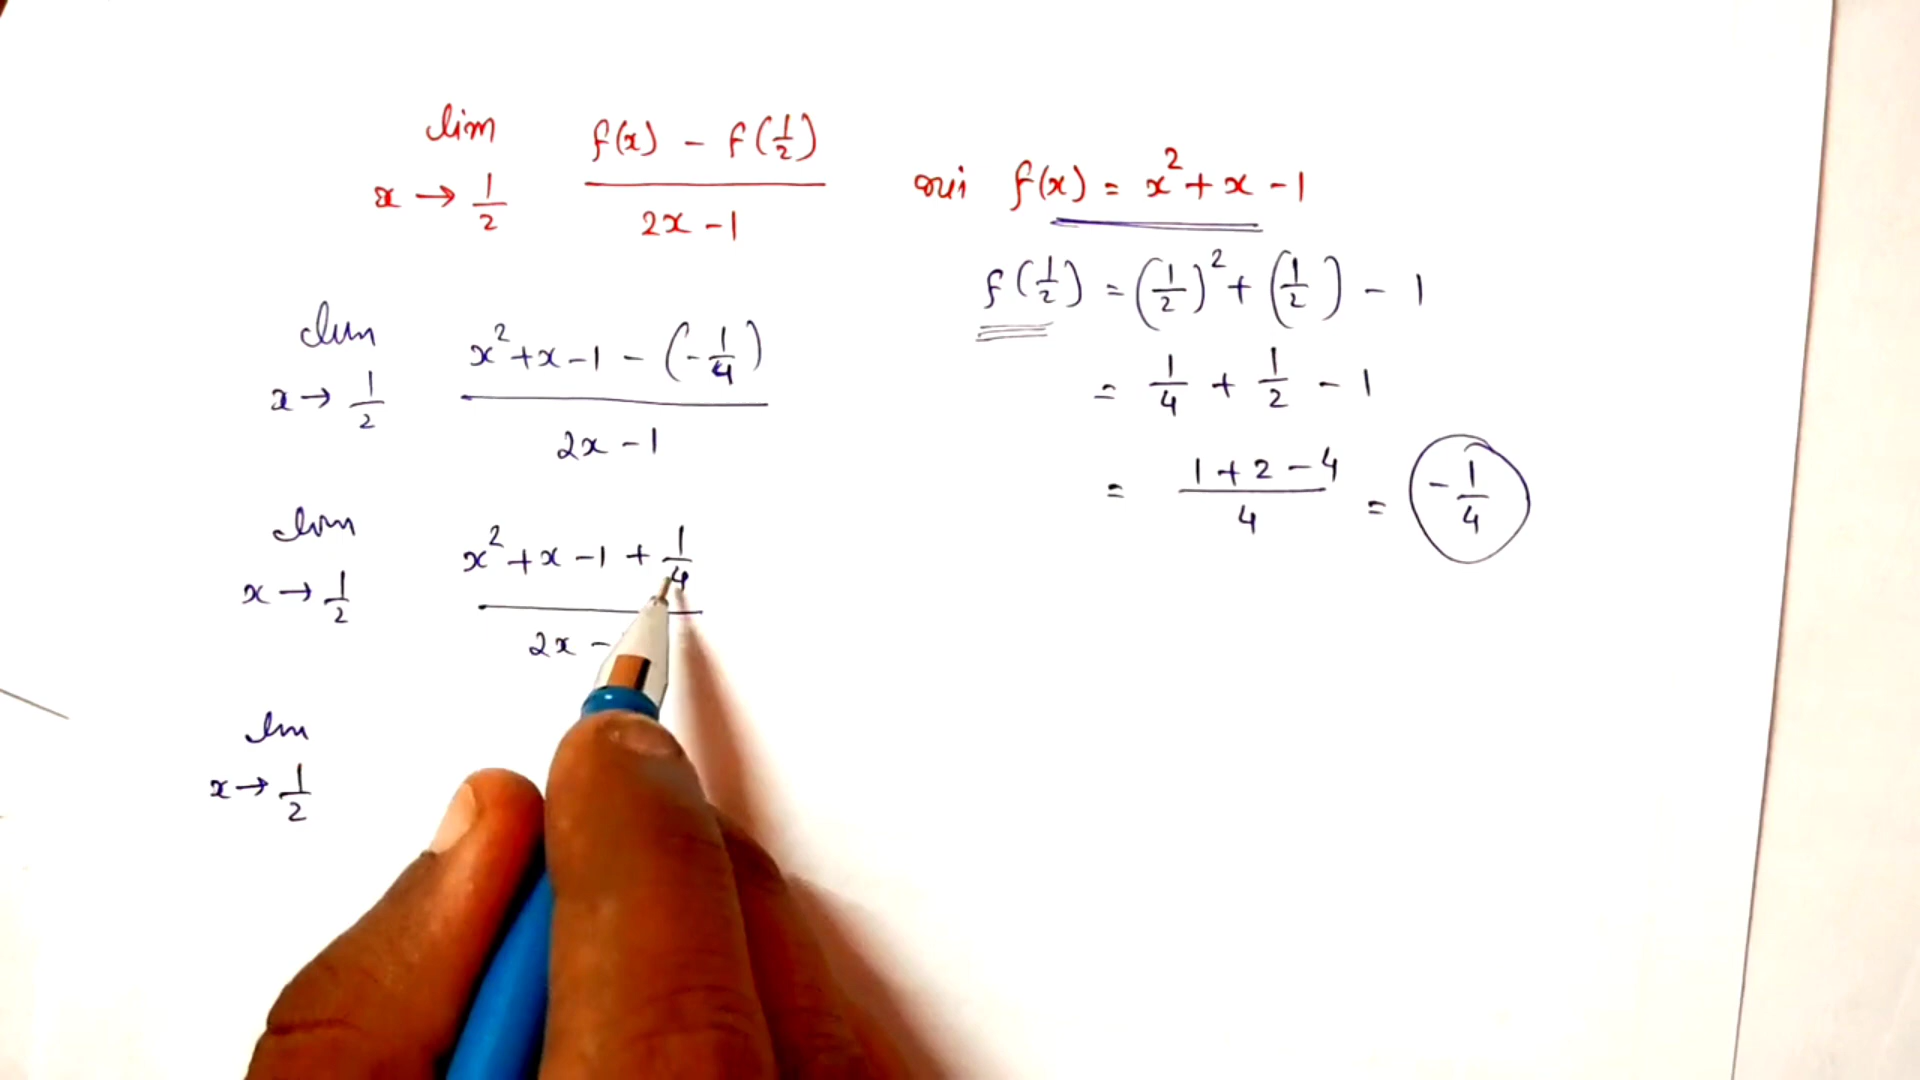 lim x → 1/2 (f(x) - f(1/2)) / (2x - 1) f(x) = x² + x - 1
f(1/2) = (1/2)² + (1/2) - 1
lim x → 1/2 (x² + x - 1 - (-1/4)) / (2x - 1)
= 1/4 + 1/2 - 1
= (1 + 2 - 4) / 4 = -1/4
lim x → 1/2 (x² + x - 1 + 1/4) / (2x -
lim x → 1/2